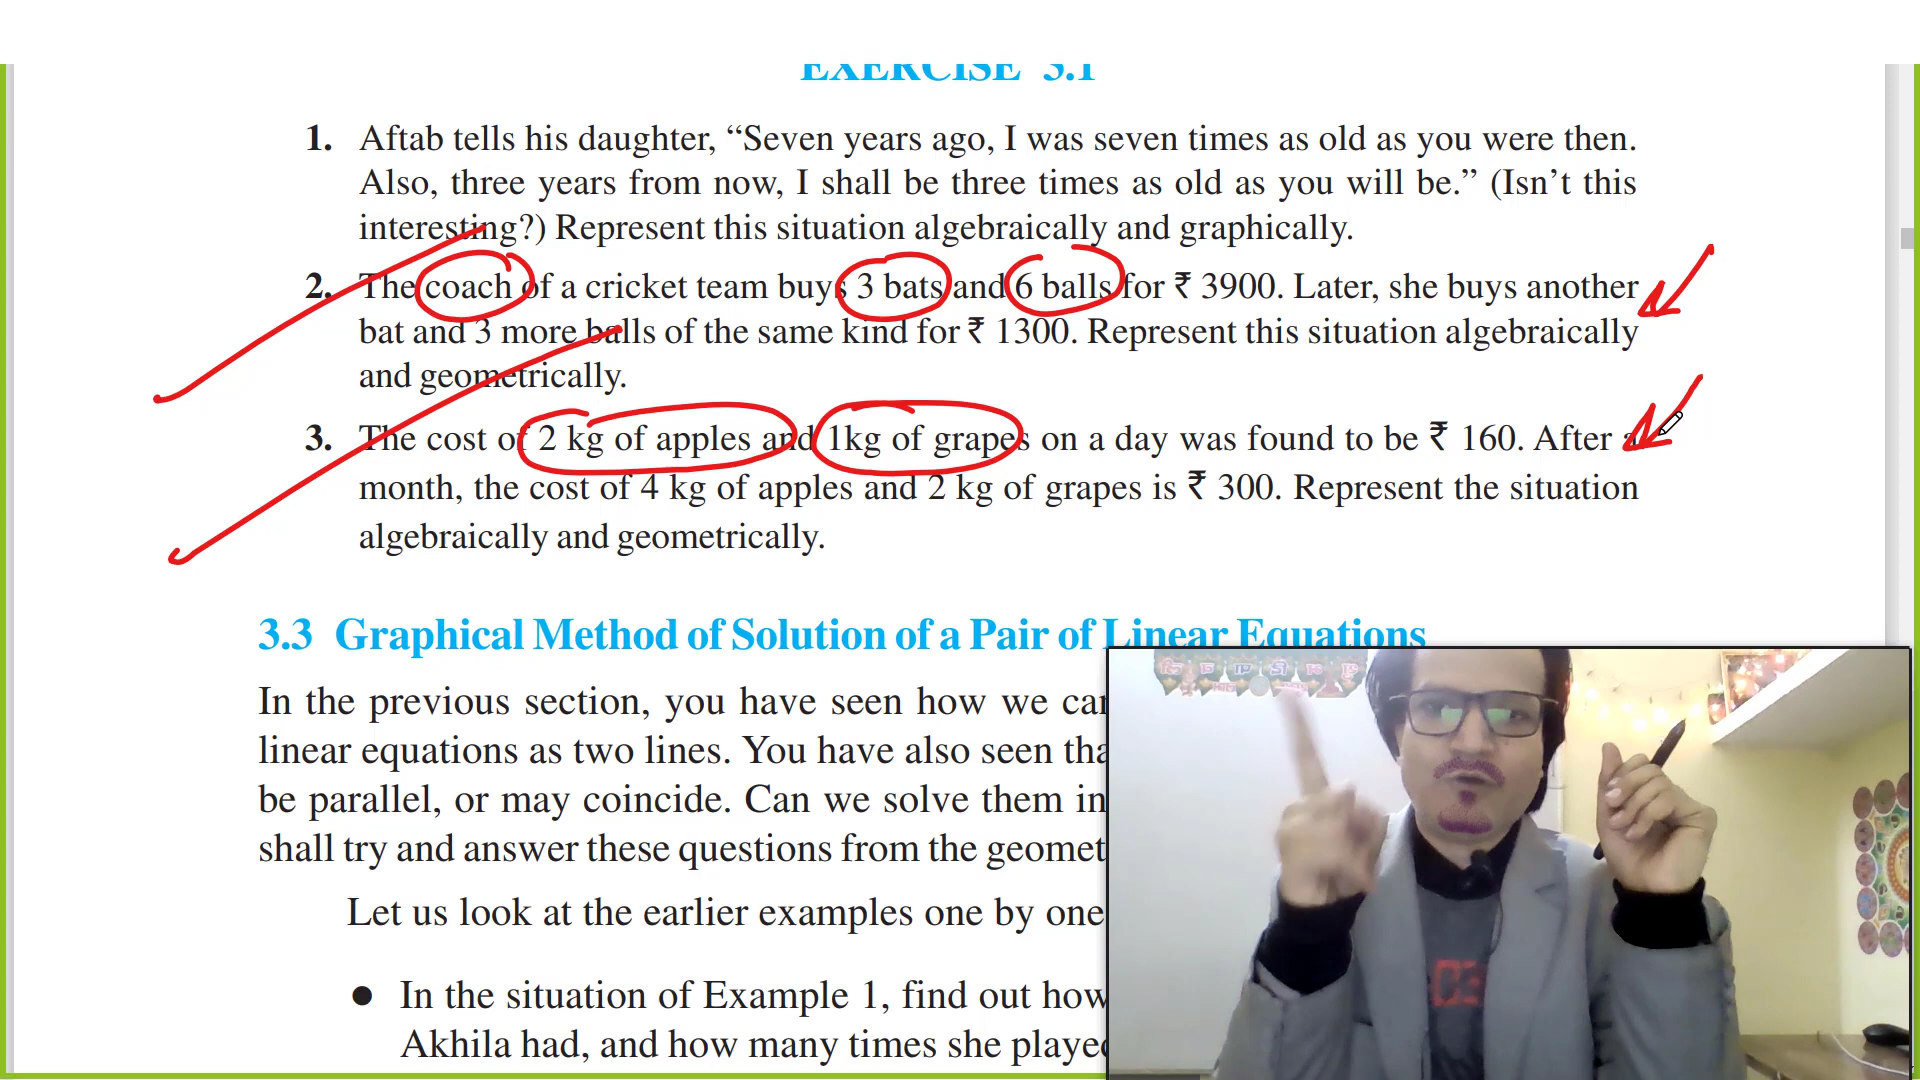 EXERCISE 3.1
1. Aftab tells his daughter, “Seven years ago, I was seven times as old as you were then.
Also, three years from now, I shall be three times as old as you will be.” (Isn’t this
interesting?) Represent this situation algebraically and graphically.
2. The coach of a cricket team buys 3 bats and 6 balls for ₹ 3900. Later, she buys another
bat and 3 more balls of the same kind for ₹ 1300. Represent this situation algebraically
and geometrically.
3. The cost of 2 kg of apples and 1kg of grapes on a day was found to be ₹ 160. After a
month, the cost of 4 kg of apples and 2 kg of grapes is ₹ 300. Represent the situation
algebraically and geometrically.
3.3 Graphical Method of Solution of a Pair of Linear Equations
In the previous section, you have seen how we can
linear equations as two lines. You have also seen tha
be parallel, or may coincide. Can we solve them in
shall try and answer these questions from the geomet
Let us look at the earlier examples one by one
● In the situation of Example 1, find out how
Akhila had, and how many times she played